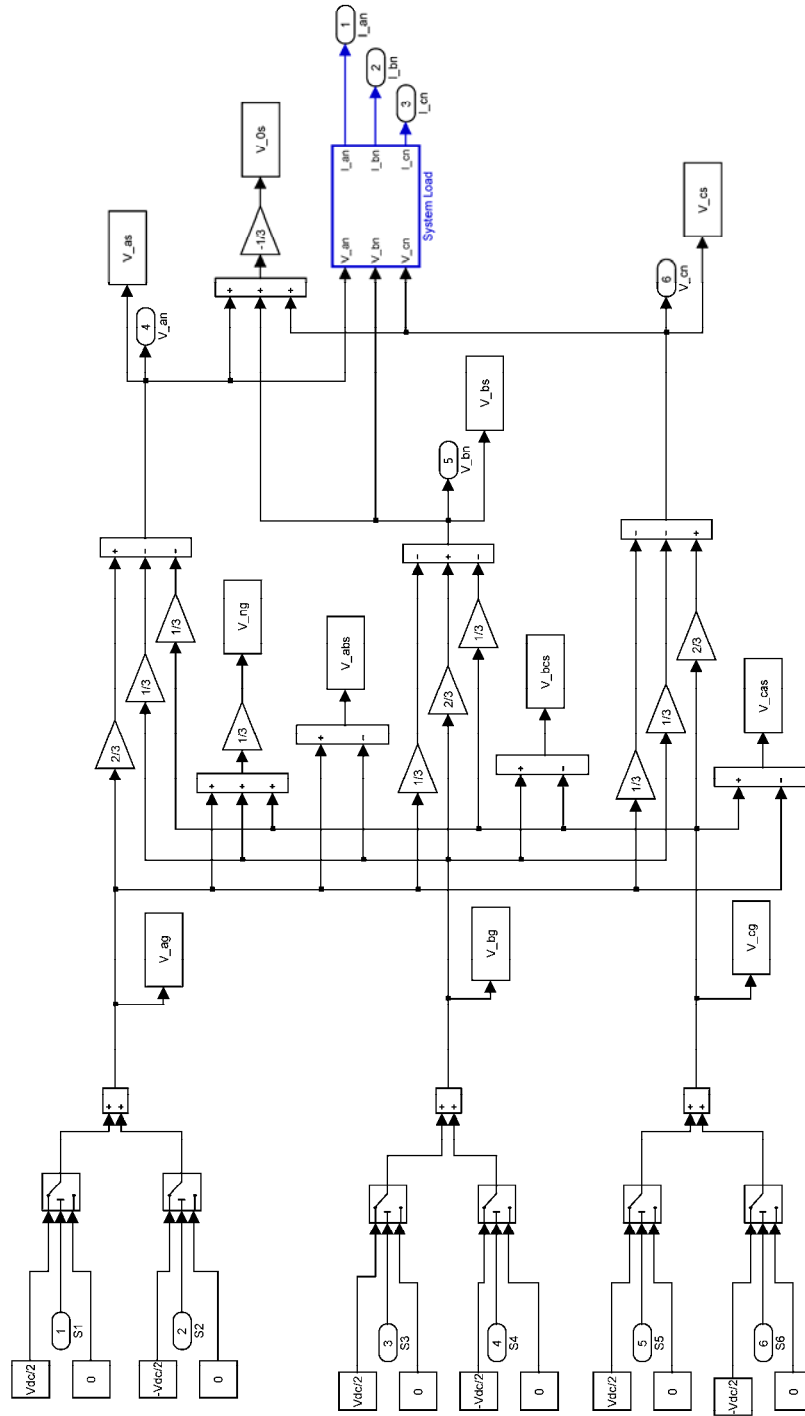 Vdc/2
1
S1
0
-Vdc/2
2
S2
0
+
+
V_ag
2/3
1/3
1/3
+
-
-
V_as
4
V_an
+
+
+
1/3
V_ng
+
+
+
-1/3
V_0s
+
-
V_abs
V_an
V_bn
V_cn
I_an
I_bn
I_cn
System Load
1
I_an
2
I_bn
3
I_cn
Vdc/2
3
S3
0
-Vdc/2
4
S4
0
+
+
V_bg
1/3
2/3
1/3
-
+
-
5
V_bn
V_bs
+
-
V_bcs
Vdc/2
5
S5
0
-Vdc/2
6
S6
0
+
+
V_cg
1/3
1/3
2/3
-
-
+
6
V_cn
V_cs
+
-
V_cas